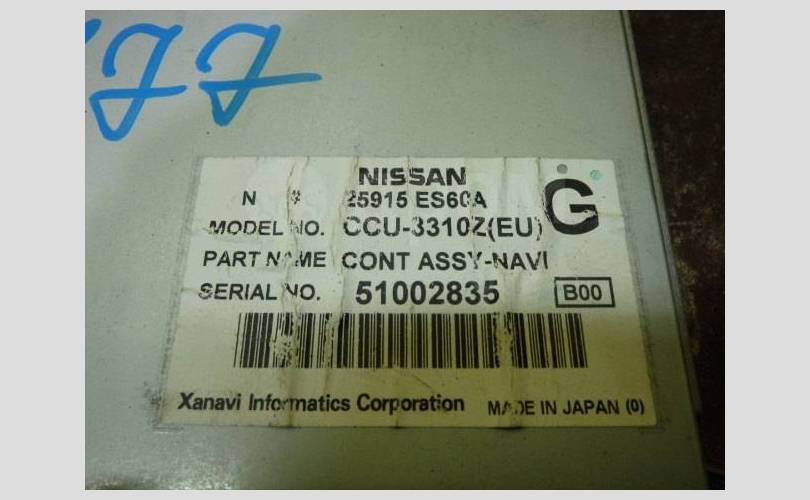 77
NISSAN
N # 25915 ES60A
G
MODEL NO. CCU-3310Z(EU)
PART NAME CONT ASSY-NAVI
SERIAL NO. 51002835
B00
Xanavi Informatics Corporation
MADE IN JAPAN (0)